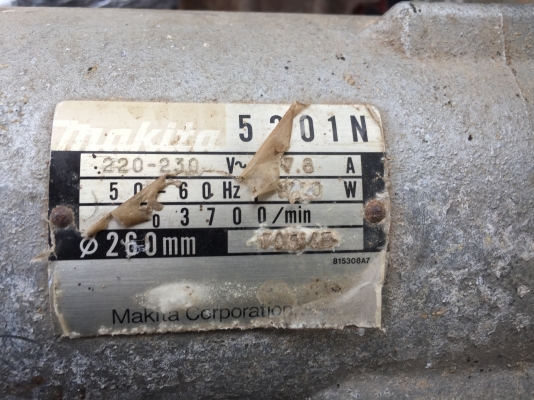 Makita 5201N
220-230 V~ 7.8 A
50 60 Hz W
3700/min
ø 260mm
815308A7
Makita Corporation